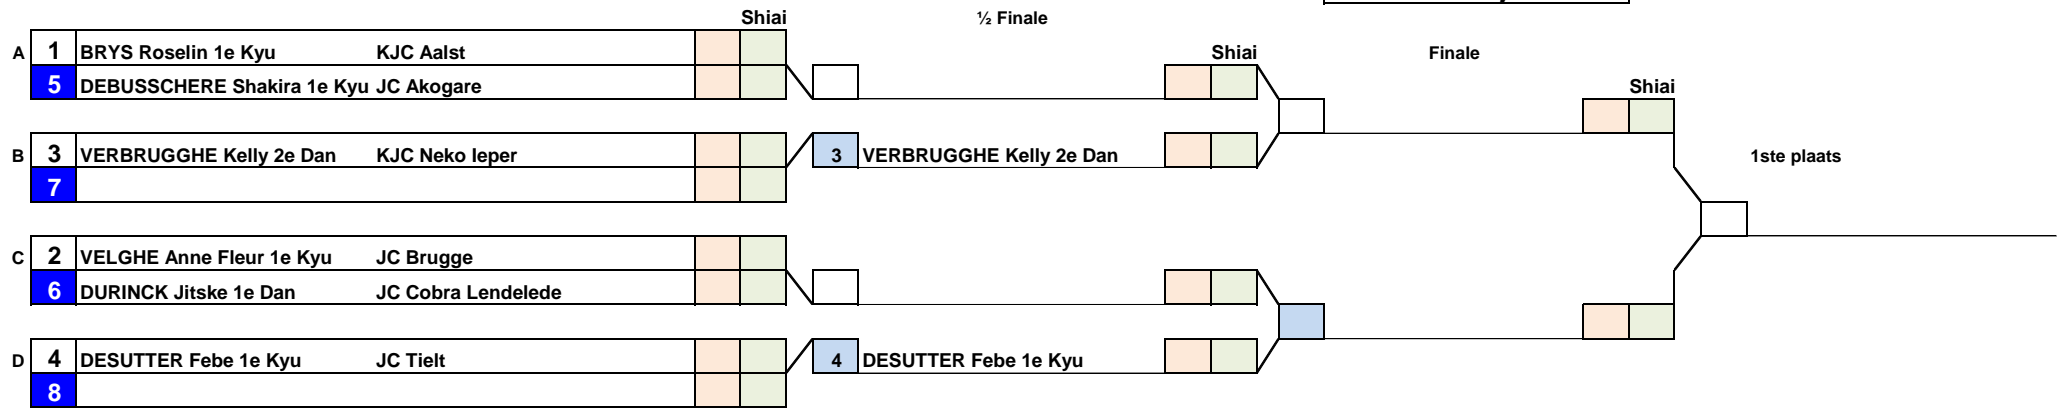 Shiai
½ Finale
A 1 BRYS Roselin 1e Kyu KJC Aalst
Shiai
Finale
5 DEBUSSCHERE Shakira 1e Kyu JC Akogare
Shiai
B 3 VERBRUGGHE Kelly 2e Dan KJC Neko Ieper
3 VERBRUGGHE Kelly 2e Dan
1ste plaats
7
C 2 VELGHE Anne Fleur 1e Kyu JC Brugge
6 DURINCK Jitske 1e Dan JC Cobra Lendelede
D 4 DESUTTER Febe 1e Kyu JC Tielt
4 DESUTTER Febe 1e Kyu
8